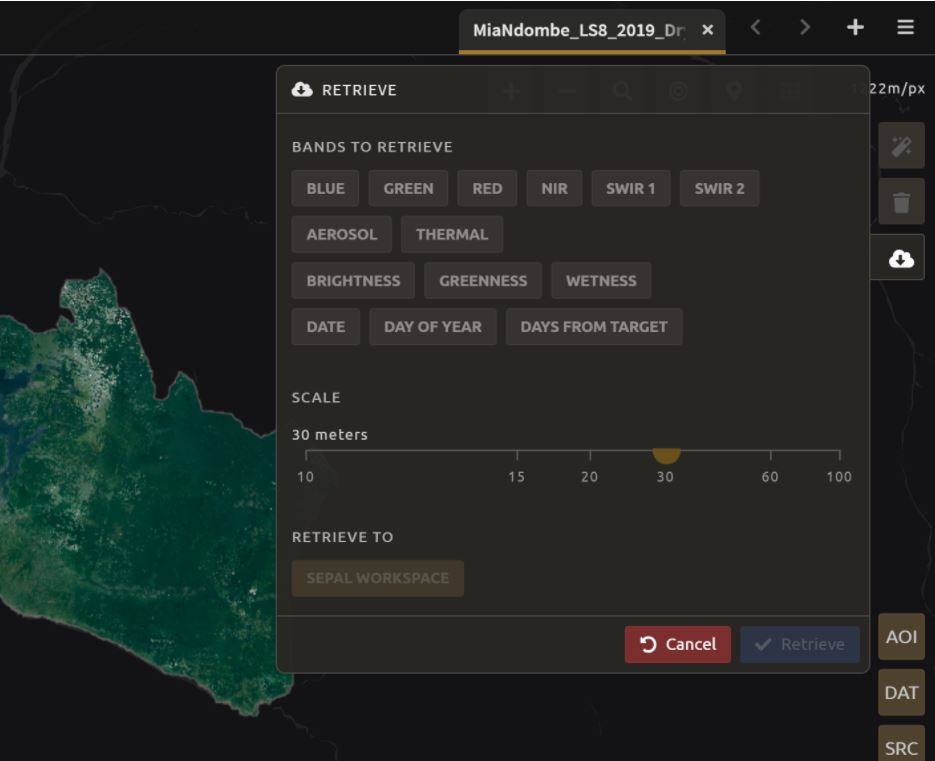 MiaNdombe_LS8_2019_Dr
RETRIEVE
22m/px
BANDS TO RETRIEVE
BLUE GREEN RED NIR SWIR 1 SWIR 2
AEROSOL THERMAL
BRIGHTNESS GREENNESS WETNESS
DATE DAY OF YEAR DAYS FROM TARGET
SCALE
30 meters
10 15 20 30 60 100
RETRIEVE TO
SEPAL WORKSPACE
Cancel Retrieve
AOI
DAT
SRC